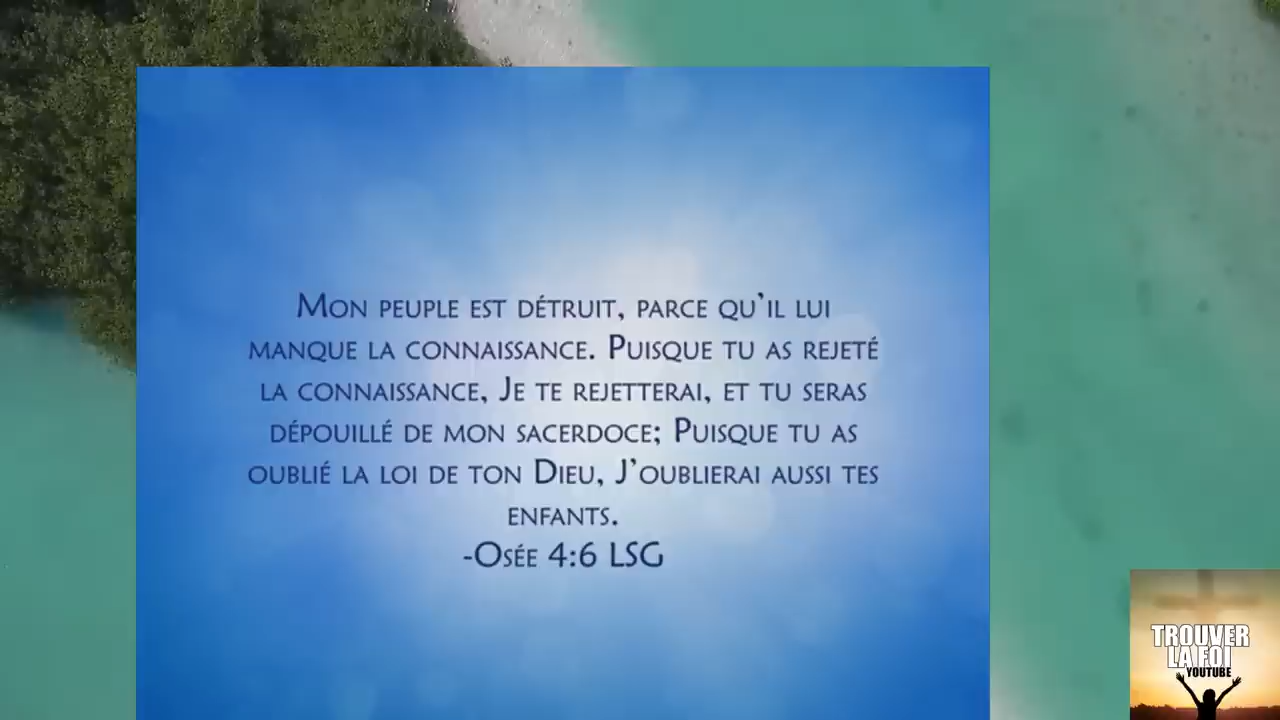 Mon peuple est détruit, parce qu’il lui
manque la connaissance. Puisque tu as rejeté
la connaissance, Je te rejetterai, et tu seras
dépouillé de mon sacerdoce; Puisque tu as
oublié la loi de ton Dieu, J’oublierai aussi tes
enfants.
-Osée 4:6 LSG
TROUVER
LA FOI
YOUTUBE